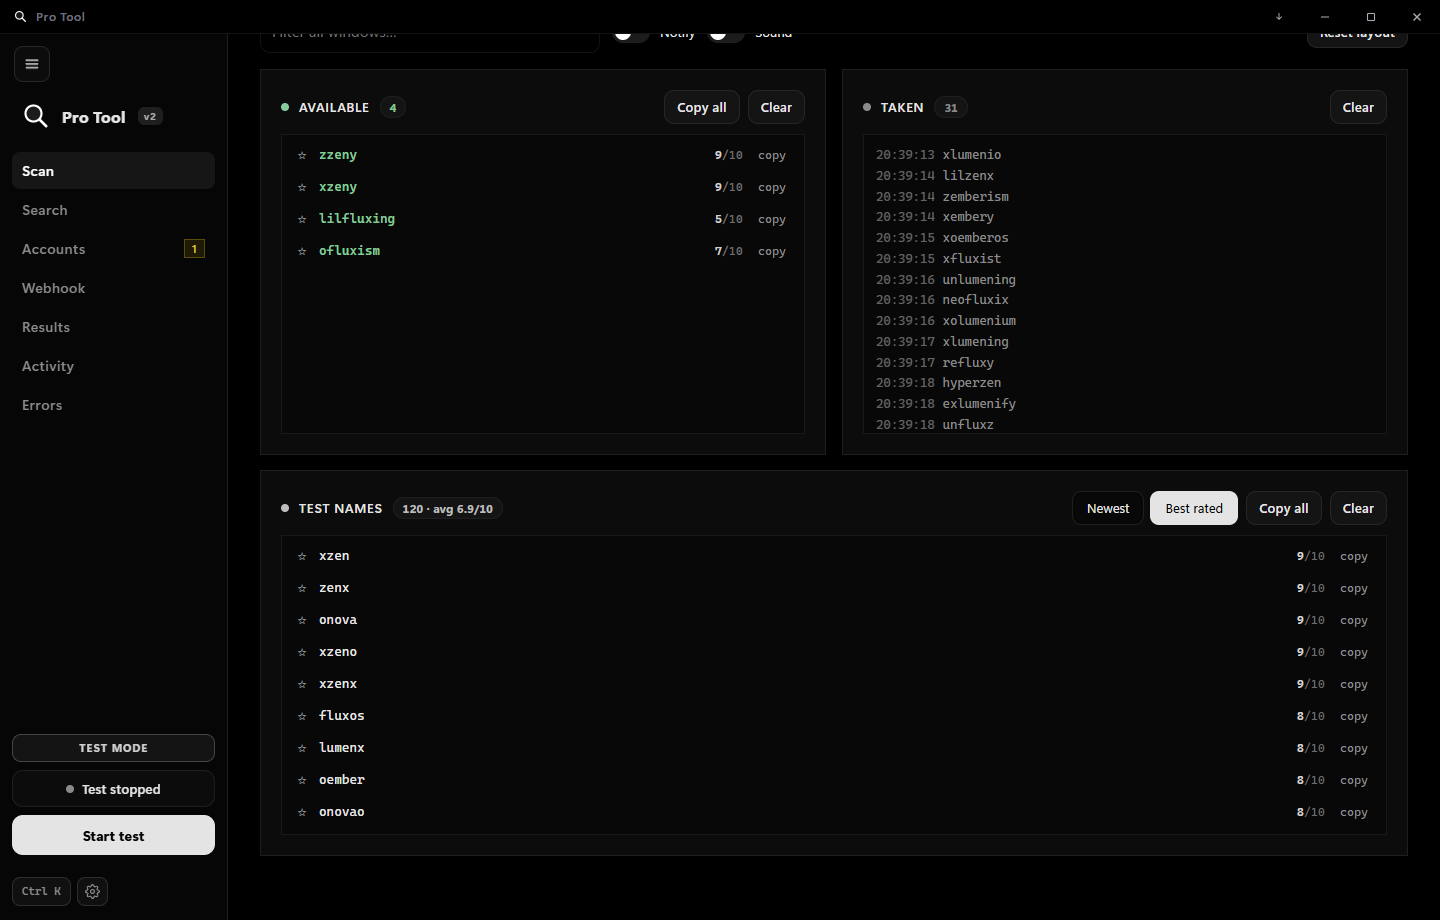 Pro Tool
Filter all windows...
Notify
Sound
Reset layout
Pro Tool v2
Scan
Search
Accounts 1
Webhook
Results
Activity
Errors
TEST MODE
Test stopped
Start test
Ctrl K
AVAILABLE 4 Copy all Clear
☆ zzeny 9/10 copy
☆ xzeny 9/10 copy
☆ lilfluxing 5/10 copy
☆ ofluxism 7/10 copy
TAKEN 31 Clear
20:39:13 xlumenio
20:39:14 lilzenx
20:39:14 zemberism
20:39:14 xembery
20:39:15 xoemberos
20:39:15 xfluxist
20:39:16 unlumening
20:39:16 neofluxix
20:39:16 xolumenium
20:39:17 xlumening
20:39:17 refluxy
20:39:18 hyperzen
20:39:18 exlumenify
20:39:18 unfluxz
TEST NAMES 120 · avg 6.9/10 Newest Best rated Copy all Clear
☆ xzen 9/10 copy
☆ zenx 9/10 copy
☆ onova 9/10 copy
☆ xzeno 9/10 copy
☆ xzenx 9/10 copy
☆ fluxos 8/10 copy
☆ lumenx 8/10 copy
☆ oember 8/10 copy
☆ onovao 8/10 copy